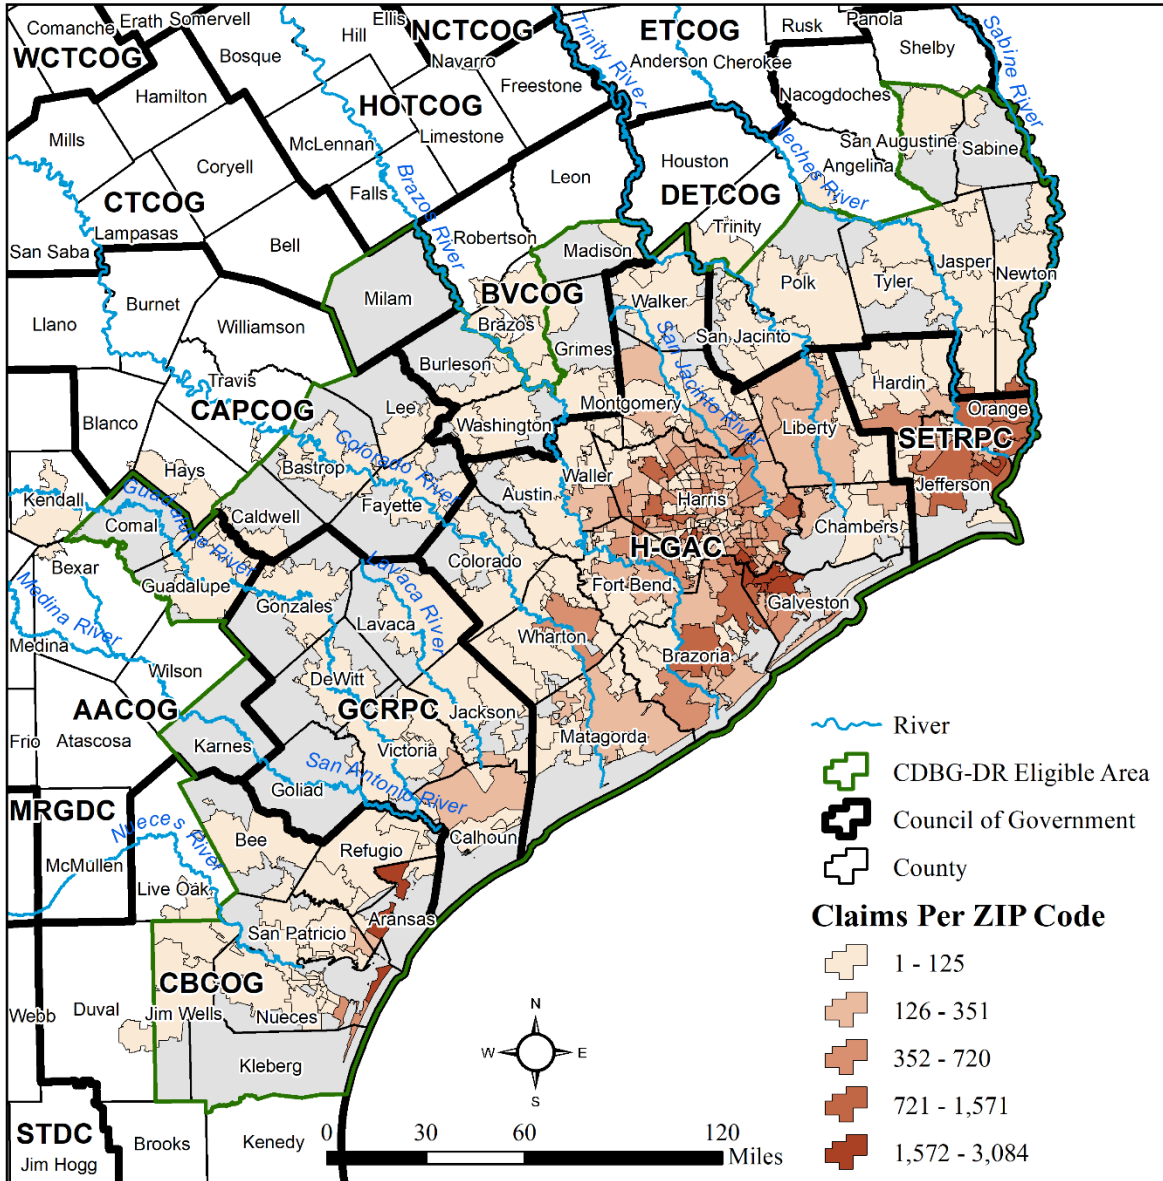 Comanche
Erath
Somervell
Ellis
Hill
NCTCOG
Navarro
Trinity River
ETCOG
Anderson
Cherokee
Rusk
Panola
Shelby
Sabine River
WCTCOG
Bosque
Hamilton
HOTCOG
Freestone
Limestone
Nacogdoches
Mills
McLennan
Coryell
Falls
Brazos River
Leon
Houston
Neches River
San Augustine
Angelina
Sabine
CTCOG
Lampasas
DETCOG
San Saba
Bell
Robertson
Madison
Trinity
Burnet
Milam
BVCOG
Walker
Polk
Tyler
Jasper
Newton
Llano
Williamson
Brazos
Grimes
San Jacinto River
San Jacinto
Burleson
Travis
Hardin
Blanco
CAPCOG
Lee
Washington
Montgomery
Liberty
Orange
SETRPC
Hays
Bastrop
Colorado River
Waller
Jefferson
Kendall
Guadalupe River
Comal
Caldwell
Fayette
Austin
Harris
Chambers
H-GAC
Bexar
Guadalupe
Lavaca River
Colorado
Fort Bend
Medina River
Gonzales
Lavaca
Galveston
Wharton
Medina
Wilson
DeWitt
Brazoria
AACOG
GCRPC
Jackson
Frio
Atascosa
Karnes
Victoria
Matagorda
San Antonio River
Goliad
MRGDC
Nueces River
Bee
Refugio
Calhoun
McMullen
Live Oak
Aransas
San Patricio
CBCOG
Webb
Duval
Jim Wells
Nueces
Kleberg
STDC
Jim Hogg
Brooks
Kenedy
River
CDBG-DR Eligible Area
Council of Government
County
Claims Per ZIP Code
1 - 125
126 - 351
352 - 720
721 - 1,571
1,572 - 3,084
N
W E
S
0 30 60 120
Miles